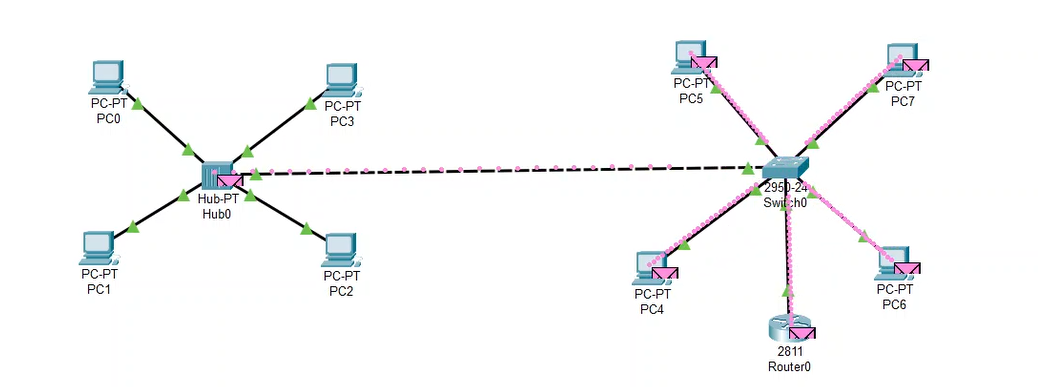 PC-PT
PC0
PC-PT
PC3
Hub-PT
Hub0
PC-PT
PC1
PC-PT
PC2
PC-PT
PC5
PC-PT
PC7
2950-24
Switch0
PC-PT
PC4
PC-PT
PC6
2811
Router0